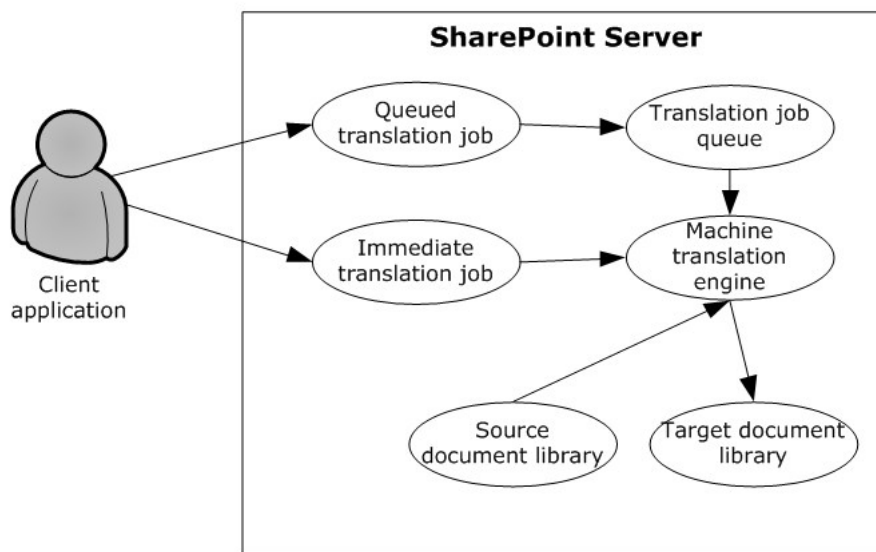 SharePoint Server
Queued
translation job
Translation job
queue
Immediate
translation job
Machine
translation
engine
Client
application
Source
document library
Target document
library